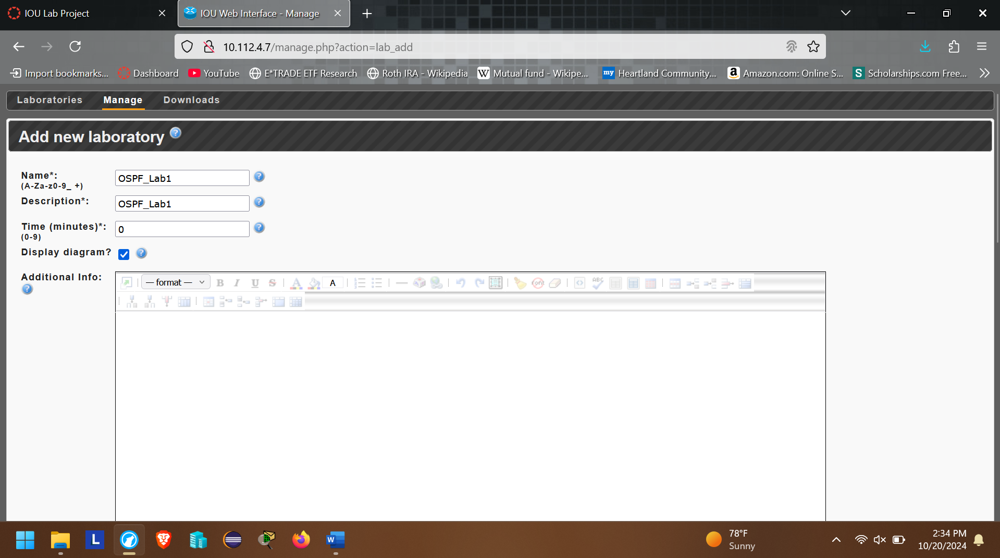 IOU Lab Project
IOU Web Interface - Manage
10.112.4.7/manage.php?action=lab_add
Import bookmarks...
Dashboard
YouTube
E*TRADE ETF Research
Roth IRA - Wikipedia
W
Mutual fund - Wikipe...
my
Heartland Community...
a
Amazon.com: Online S...
S
Scholarships.com Free...
Laboratories
Manage
Downloads
Add new laboratory
Name*:
(A-Za-z0-9_ +)
OSPF_Lab1
Description*:
OSPF_Lab1
Time (minutes)*:
(0-9)
0
Display diagram?
Additional Info:
— format —
B
I
U
S
A
A
ABC
L
W
78°F
Sunny
2:34 PM
10/20/2024